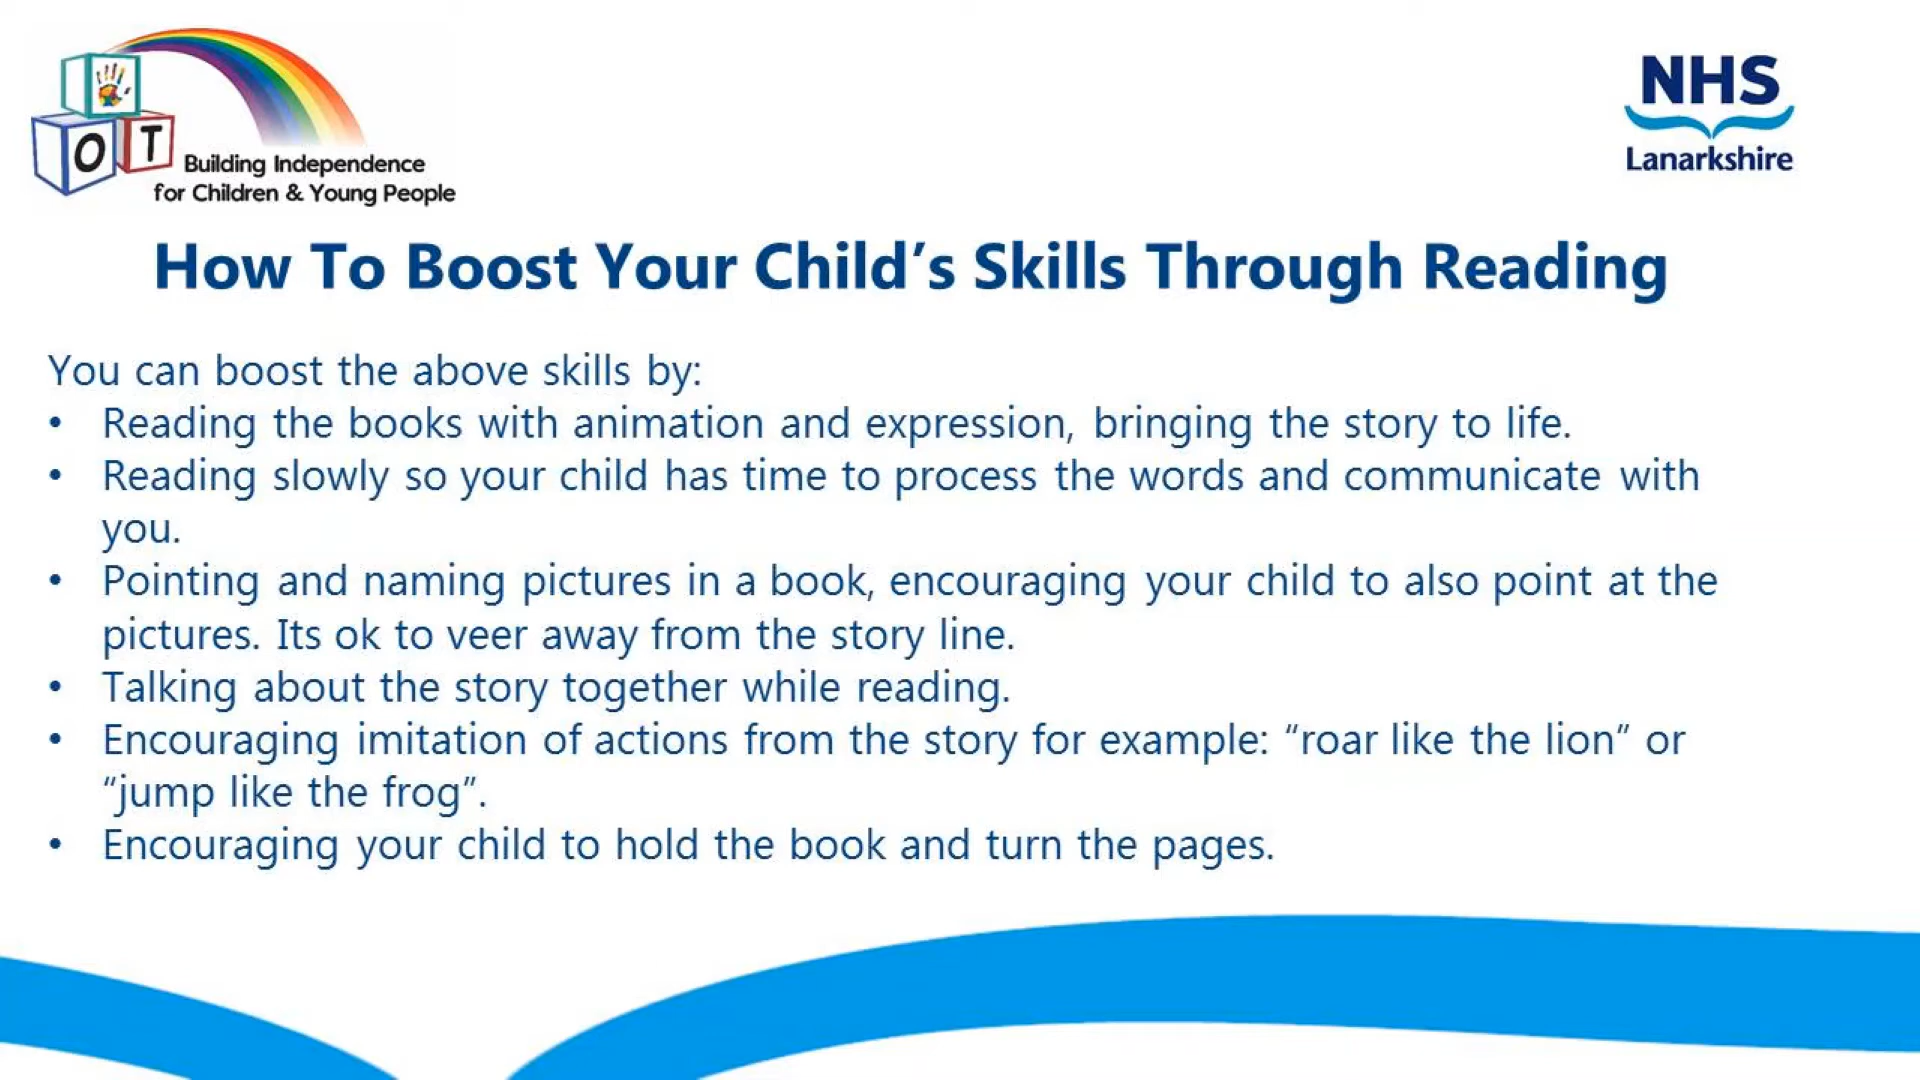 O T
Building Independence
for Children & Young People
NHS
Lanarkshire
How To Boost Your Child’s Skills Through Reading
You can boost the above skills by:
• Reading the books with animation and expression, bringing the story to life.
• Reading slowly so your child has time to process the words and communicate with
you.
• Pointing and naming pictures in a book, encouraging your child to also point at the
pictures. Its ok to veer away from the story line.
• Talking about the story together while reading.
• Encouraging imitation of actions from the story for example: “roar like the lion” or
“jump like the frog”.
• Encouraging your child to hold the book and turn the pages.